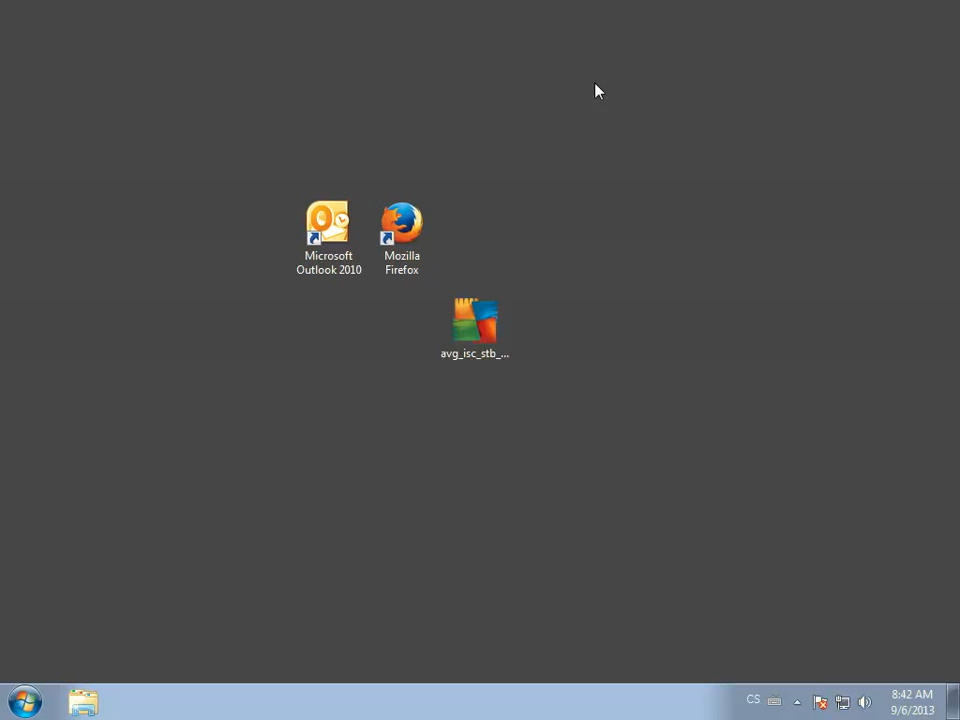 Microsoft
Outlook 2010
Mozilla
Firefox
avg_isc_stb_...
CS
8:42 AM
9/6/2013